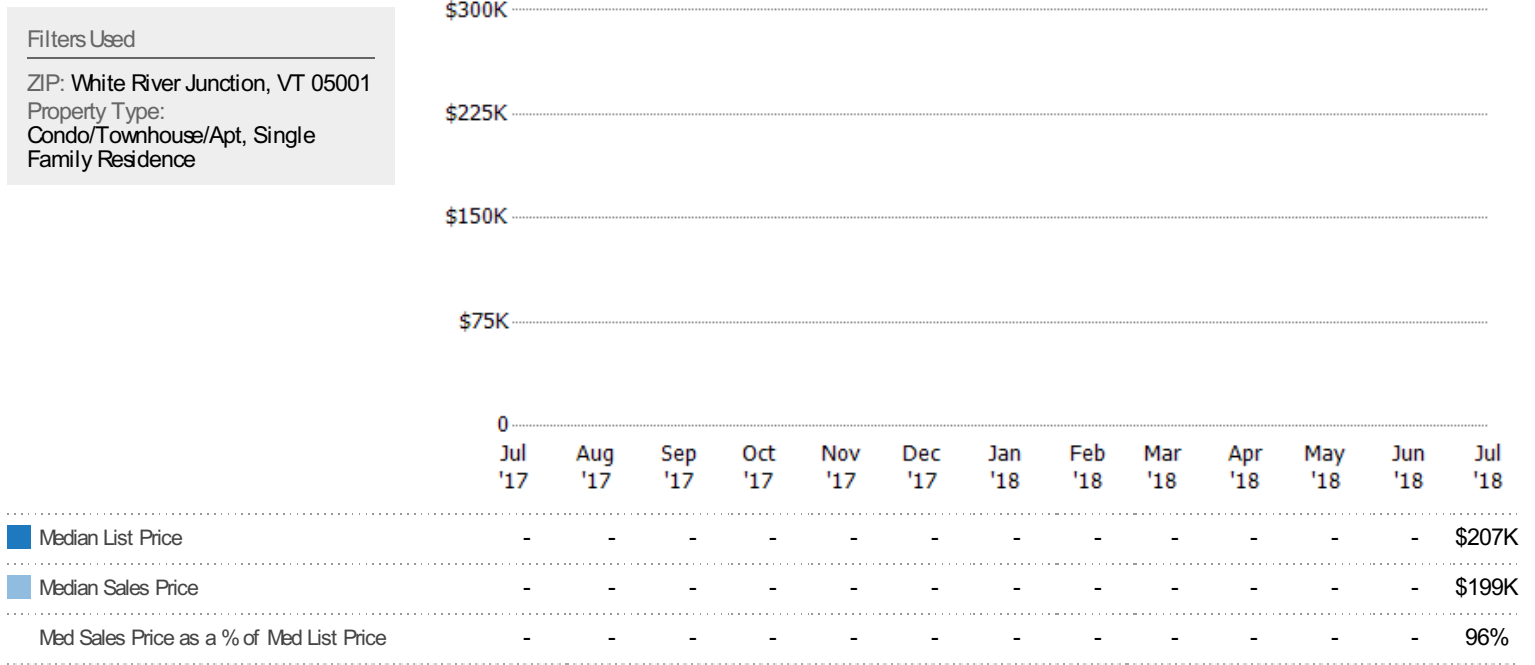 Filters Used
ZIP: White River Junction, VT 05001
Property Type:
Condo/Townhouse/Apt, Single
Family Residence
$300K
$225K
$150K
$75K
0
Jul Aug Sep Oct Nov Dec Jan Feb Mar Apr May Jun Jul
'17 '17 '17 '17 '17 '17 '18 '18 '18 '18 '18 '18 '18
Median List Price - - - - - - - - - - - - $207K
Median Sales Price - - - - - - - - - - - - $199K
Med Sales Price as a % of Med List Price - - - - - - - - - - - - 96%